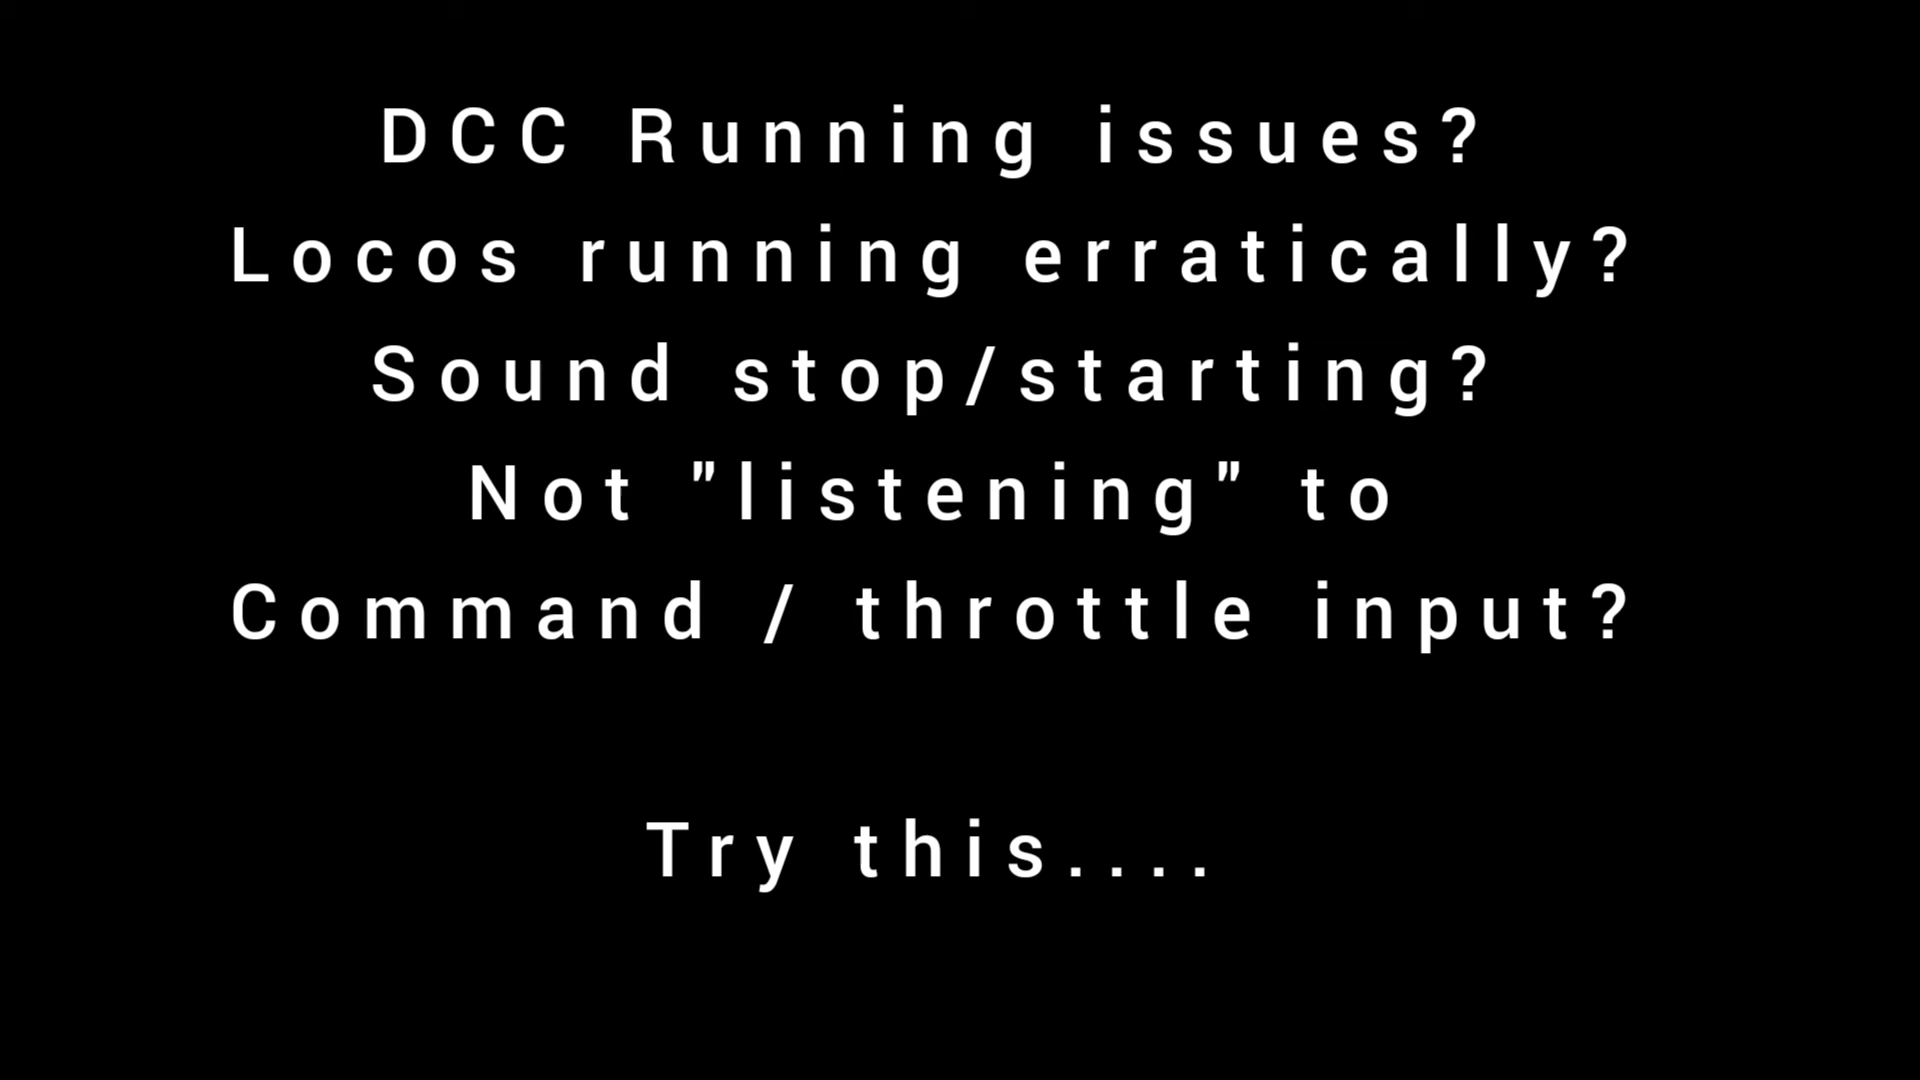 DCC Running issues?
Locos running erratically?
Sound stop/starting?
Not "listening" to
Command / throttle input?
Try this....